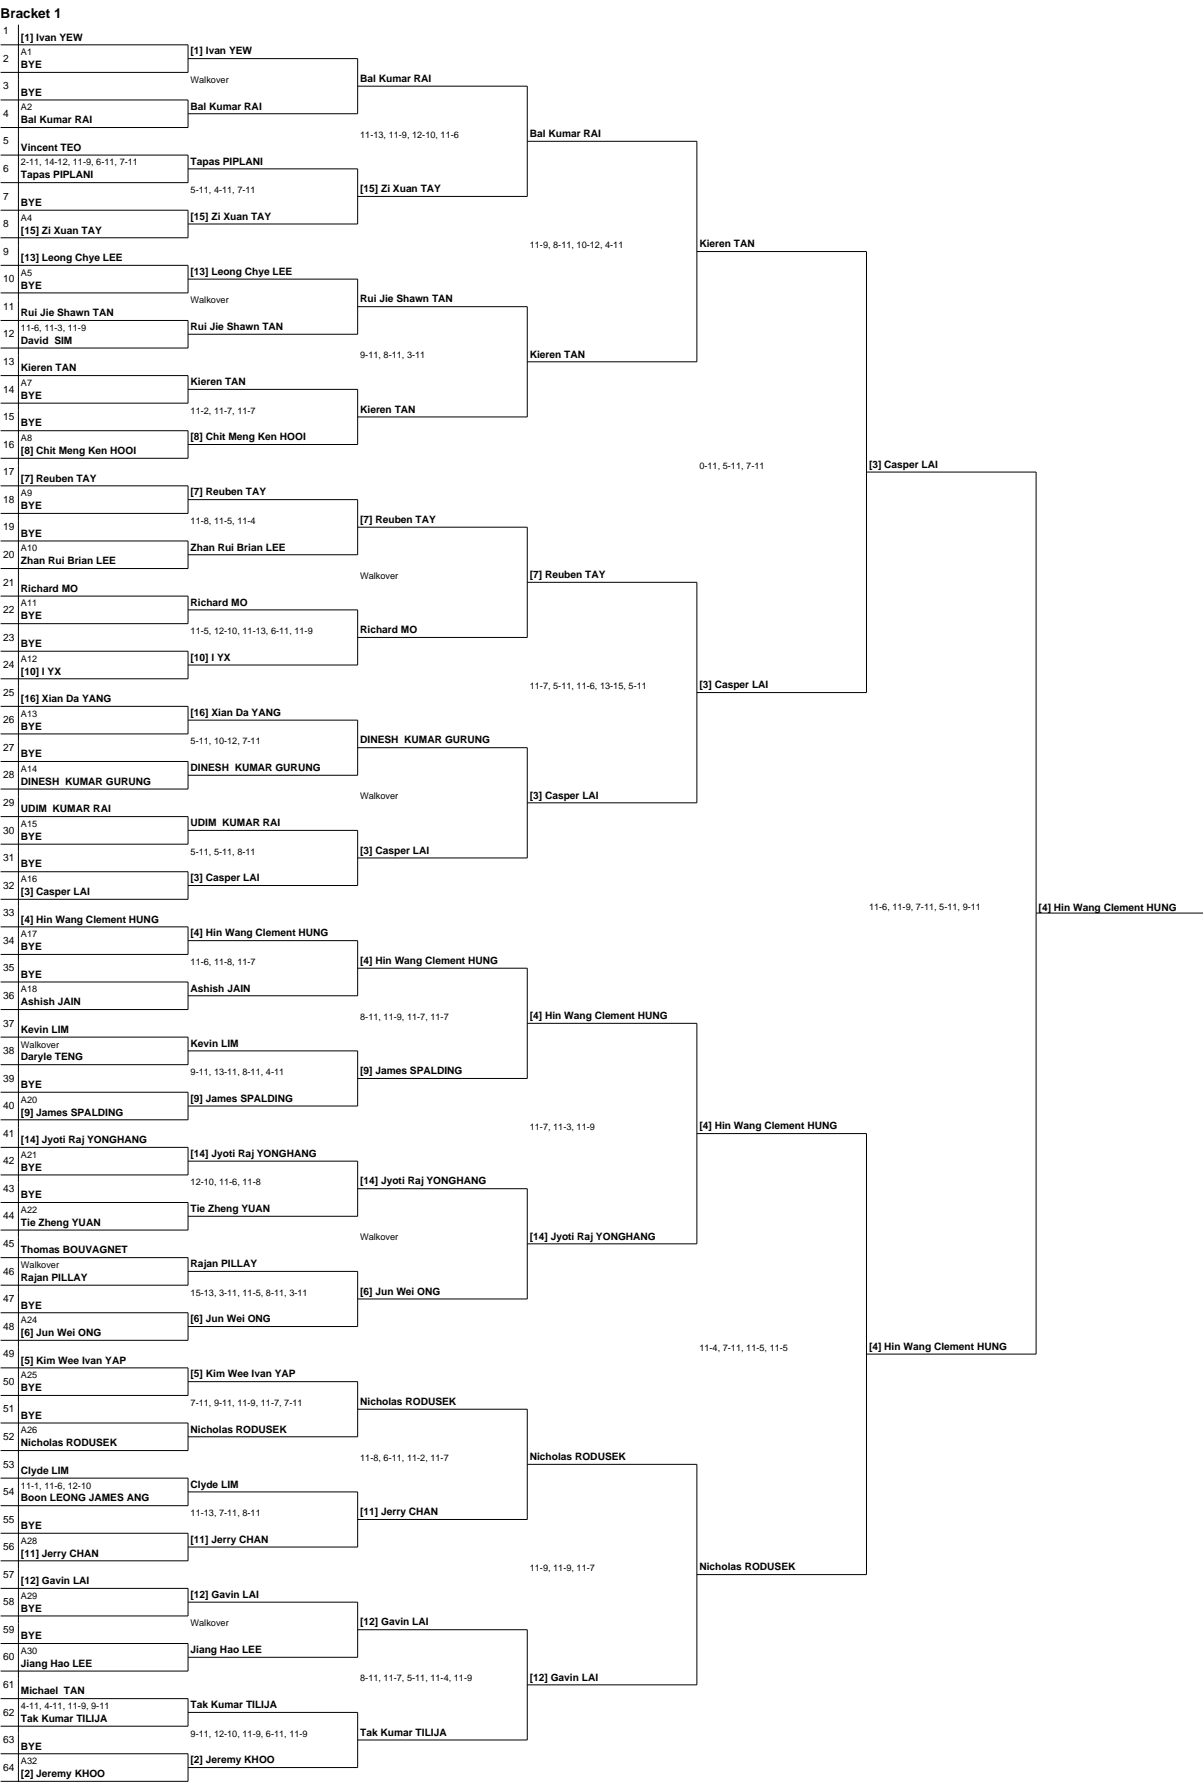 Bracket 1
1
[1] Ivan YEW
A1
[1] Ivan YEW
2
BYE
Walkover
Bal Kumar RAI
3
BYE
A2
Bal Kumar RAI
4
Bal Kumar RAI
11-13, 11-9, 12-10, 11-6
Bal Kumar RAI
5
Vincent TEO
2-11, 14-12, 11-9, 6-11, 7-11
Tapas PIPLANI
6
Tapas PIPLANI
5-11, 4-11, 7-11
[15] Zi Xuan TAY
7
BYE
A4
[15] Zi Xuan TAY
8
[15] Zi Xuan TAY
11-9, 8-11, 10-12, 4-11
Kieren TAN
9
[13] Leong Chye LEE
A5
[13] Leong Chye LEE
10
BYE
Walkover
Rui Jie Shawn TAN
11
Rui Jie Shawn TAN
11-6, 11-3, 11-9
Rui Jie Shawn TAN
12
David SIM
9-11, 8-11, 3-11
Kieren TAN
13
Kieren TAN
A7
Kieren TAN
14
BYE
11-2, 11-7, 11-7
Kieren TAN
15
BYE
A8
[8] Chit Meng Ken HOOI
16
[8] Chit Meng Ken HOOI
0-11, 5-11, 7-11
[3] Casper LAI
17
[7] Reuben TAY
A9
[7] Reuben TAY
18
BYE
11-8, 11-5, 11-4
[7] Reuben TAY
19
BYE
A10
Zhan Rui Brian LEE
20
Zhan Rui Brian LEE
Walkover
[7] Reuben TAY
21
Richard MO
A11
Richard MO
22
BYE
11-5, 12-10, 11-13, 6-11, 11-9
Richard MO
23
BYE
A12
[10] I YX
24
[10] I YX
11-7, 5-11, 11-6, 13-15, 5-11
[3] Casper LAI
25
[16] Xian Da YANG
A13
[16] Xian Da YANG
26
BYE
5-11, 10-12, 7-11
DINESH KUMAR GURUNG
27
BYE
A14
DINESH KUMAR GURUNG
28
DINESH KUMAR GURUNG
Walkover
[3] Casper LAI
29
UDIM KUMAR RAI
A15
UDIM KUMAR RAI
30
BYE
5-11, 5-11, 8-11
[3] Casper LAI
31
BYE
A16
[3] Casper LAI
32
[3] Casper LAI
11-6, 11-9, 7-11, 5-11, 9-11
[4] Hin Wang Clement HUNG
33
[4] Hin Wang Clement HUNG
A17
[4] Hin Wang Clement HUNG
34
BYE
11-6, 11-8, 11-7
[4] Hin Wang Clement HUNG
35
BYE
A18
Ashish JAIN
36
Ashish JAIN
8-11, 11-9, 11-7, 11-7
[4] Hin Wang Clement HUNG
37
Kevin LIM
Walkover
Kevin LIM
38
Daryle TENG
9-11, 13-11, 8-11, 4-11
[9] James SPALDING
39
BYE
A20
[9] James SPALDING
40
[9] James SPALDING
11-7, 11-3, 11-9
[4] Hin Wang Clement HUNG
41
[14] Jyoti Raj YONGHANG
A21
[14] Jyoti Raj YONGHANG
42
BYE
12-10, 11-6, 11-8
[14] Jyoti Raj YONGHANG
43
BYE
A22
Tie Zheng YUAN
44
Tie Zheng YUAN
Walkover
[14] Jyoti Raj YONGHANG
45
Thomas BOUVAGNET
Walkover
Rajan PILLAY
46
Rajan PILLAY
15-13, 3-11, 11-5, 8-11, 3-11
[6] Jun Wei ONG
47
BYE
A24
[6] Jun Wei ONG
48
[6] Jun Wei ONG
11-4, 7-11, 11-5, 11-5
[4] Hin Wang Clement HUNG
49
[5] Kim Wee Ivan YAP
A25
[5] Kim Wee Ivan YAP
50
BYE
7-11, 9-11, 11-9, 11-7, 7-11
Nicholas RODUSEK
51
BYE
A26
Nicholas RODUSEK
52
Nicholas RODUSEK
11-8, 6-11, 11-2, 11-7
Nicholas RODUSEK
53
Clyde LIM
11-1, 11-6, 12-10
Clyde LIM
54
Boon LEONG JAMES ANG
11-13, 7-11, 8-11
[11] Jerry CHAN
55
BYE
A28
[11] Jerry CHAN
56
[11] Jerry CHAN
11-9, 11-9, 11-7
Nicholas RODUSEK
57
[12] Gavin LAI
A29
[12] Gavin LAI
58
BYE
Walkover
[12] Gavin LAI
59
BYE
A30
Jiang Hao LEE
60
Jiang Hao LEE
8-11, 11-7, 5-11, 11-4, 11-9
[12] Gavin LAI
61
Michael TAN
4-11, 4-11, 11-9, 9-11
Tak Kumar TILIJA
62
Tak Kumar TILIJA
9-11, 12-10, 11-9, 6-11, 11-9
Tak Kumar TILIJA
63
BYE
A32
[2] Jeremy KHOO
64
[2] Jeremy KHOO